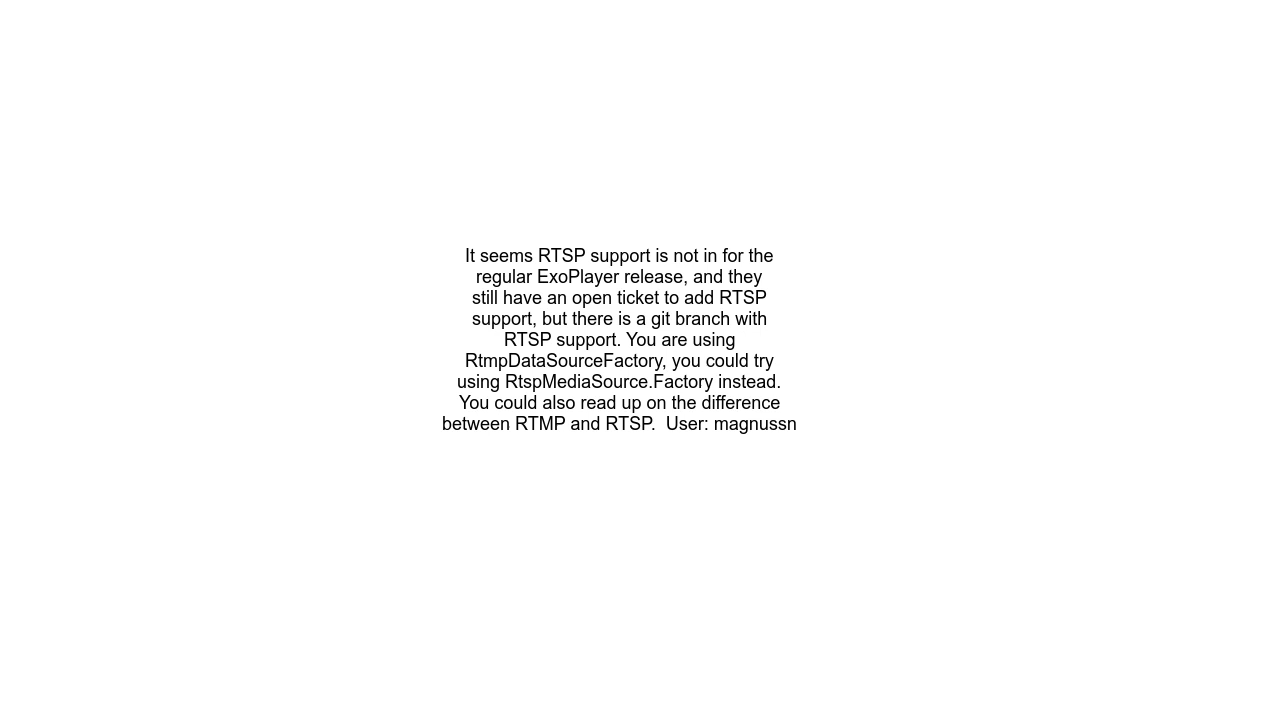 It seems RTSP support is not in for the
regular ExoPlayer release, and they
still have an open ticket to add RTSP
support, but there is a git branch with
RTSP support. You are using
RtmpDataSourceFactory, you could try
using RtspMediaSource.Factory instead.
You could also read up on the difference
between RTMP and RTSP.  User: magnussn